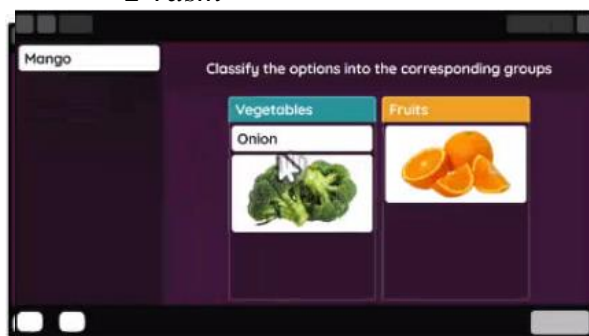 Mango
Classify the options into the corresponding groups
Vegetables
Fruits
Onion